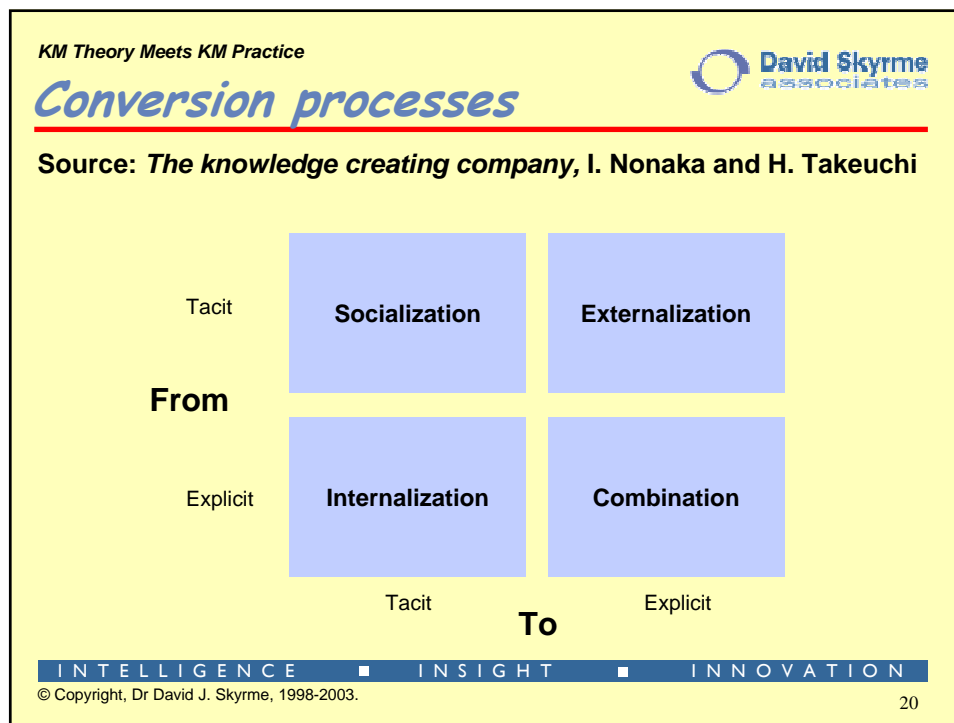 KM Theory Meets KM Practice
David Skyrme
associates
Conversion processes
Source: The knowledge creating company, I. Nonaka and H. Takeuchi
Tacit
Socialization
Externalization
From
Explicit
Internalization
Combination
Tacit
Explicit
To
INTELLIGENCE ■ INSIGHT ■ INNOVATION
© Copyright, Dr David J. Skyrme, 1998-2003.
20